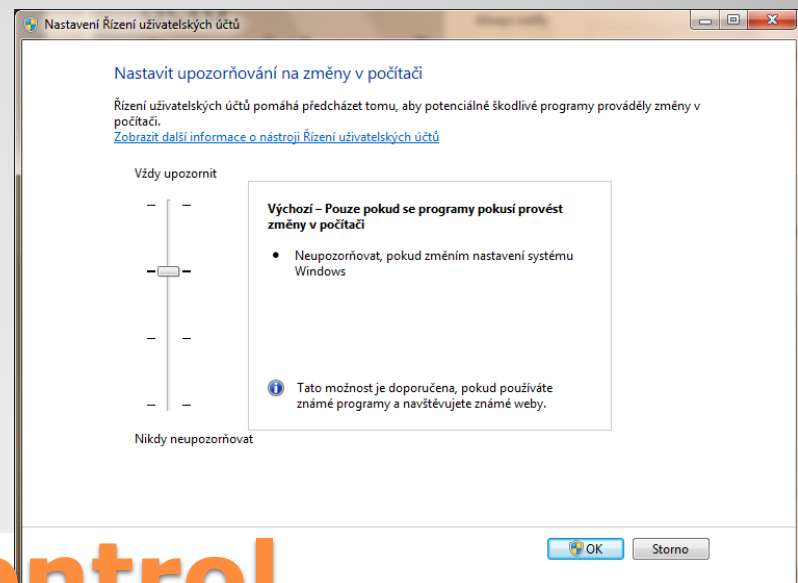 Nastavení Řízení uživatelských účtů
Nastavit upozorňování na změny v počítači
Řízení uživatelských účtů pomáhá předcházet tomu, aby potenciálně škodlivé programy prováděly změny v
počítači.
Zobrazit další informace o nástroji Řízení uživatelských účtů
Vždy upozornit
Výchozí – Pouze pokud se programy pokusí provést
změny v počítači
• Neupozorňovat, pokud změním nastavení systému
Windows
Tato možnost je doporučena, pokud používáte
známé programy a navštěvujete známé weby.
Nikdy neupozorňovat
OK Storno
ontrol